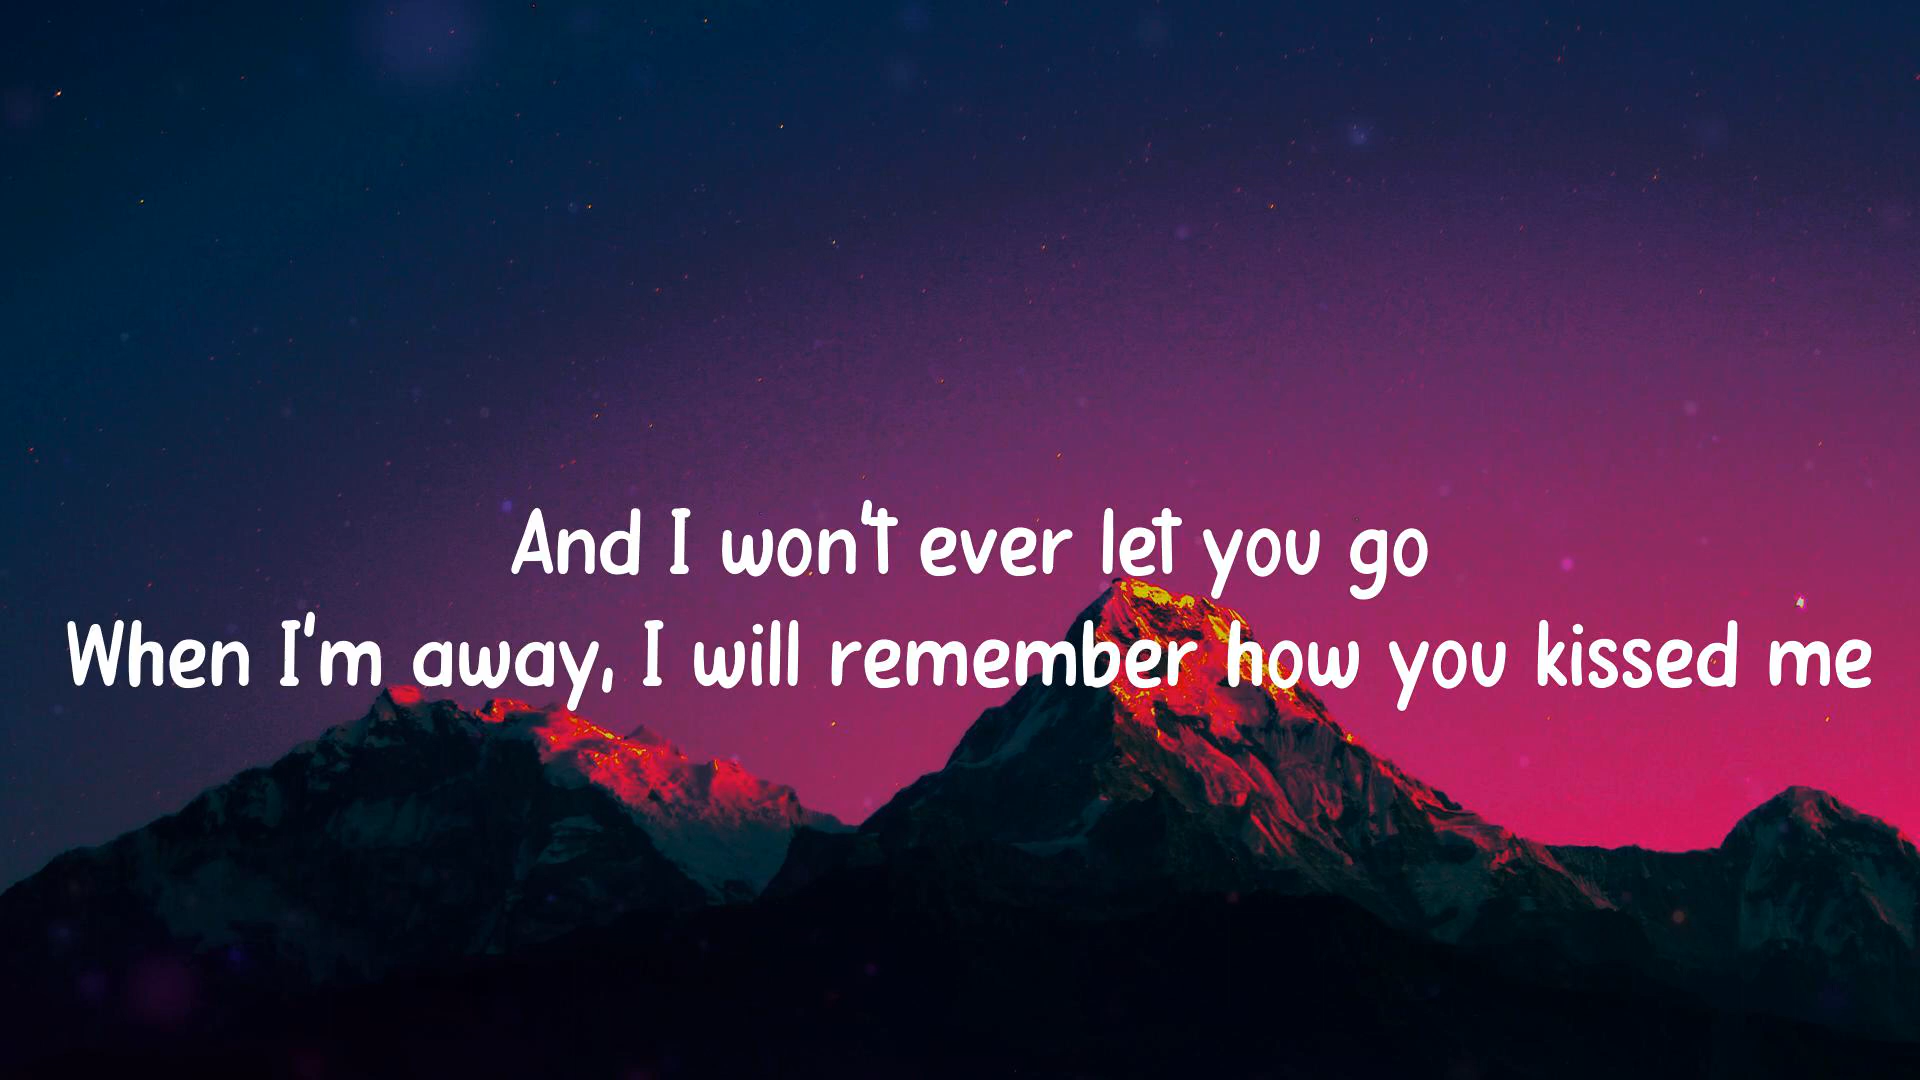 And I won't ever let you go
When I'm away, I will remember how you kissed me